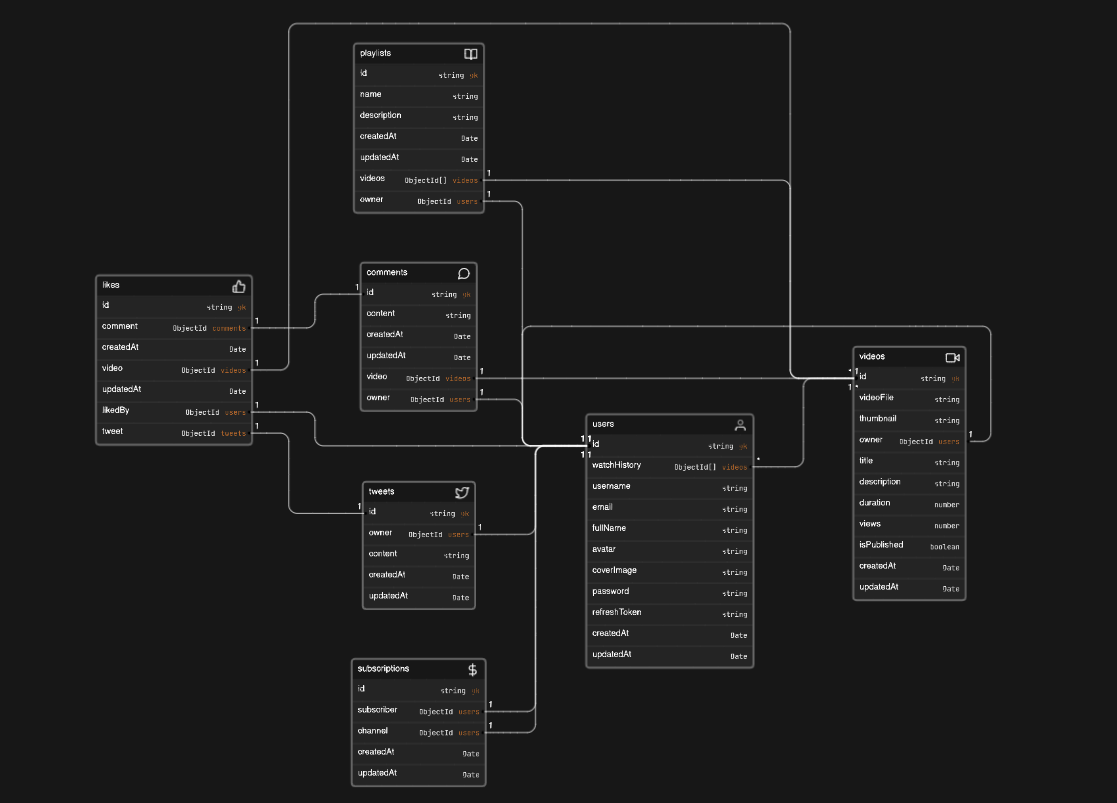 playlists
id string pk
name string
description string
createdAt Date
updatedAt Date
videos ObjectId[] videos 1
owner ObjectId users 1
likes
id string pk
comment ObjectId comments 1
createdAt Date
video ObjectId videos 1
updatedAt Date
likedBy ObjectId users 1
tweet ObjectId tweets 1
comments
1 id string pk
content string
createdAt Date
updatedAt Date
video ObjectId videos 1
owner ObjectId users 1
tweets
1 id string pk
owner ObjectId users 1
content string
createdAt Date
updatedAt Date
subscriptions
id string pk
subscriber ObjectId users 1
channel ObjectId users 1
createdAt Date
updatedAt Date
users
1 1
id string pk
1 1
watchHistory ObjectId[] videos *
username string
email string
fullName string
avatar string
coverImage string
password string
refreshToken string
createdAt Date
updatedAt Date
videos
* 1
id string pk
1 *
videoFile string
thumbnail string
owner ObjectId users 1
title string
description string
duration number
views number
isPublished boolean
createdAt Date
updatedAt Date